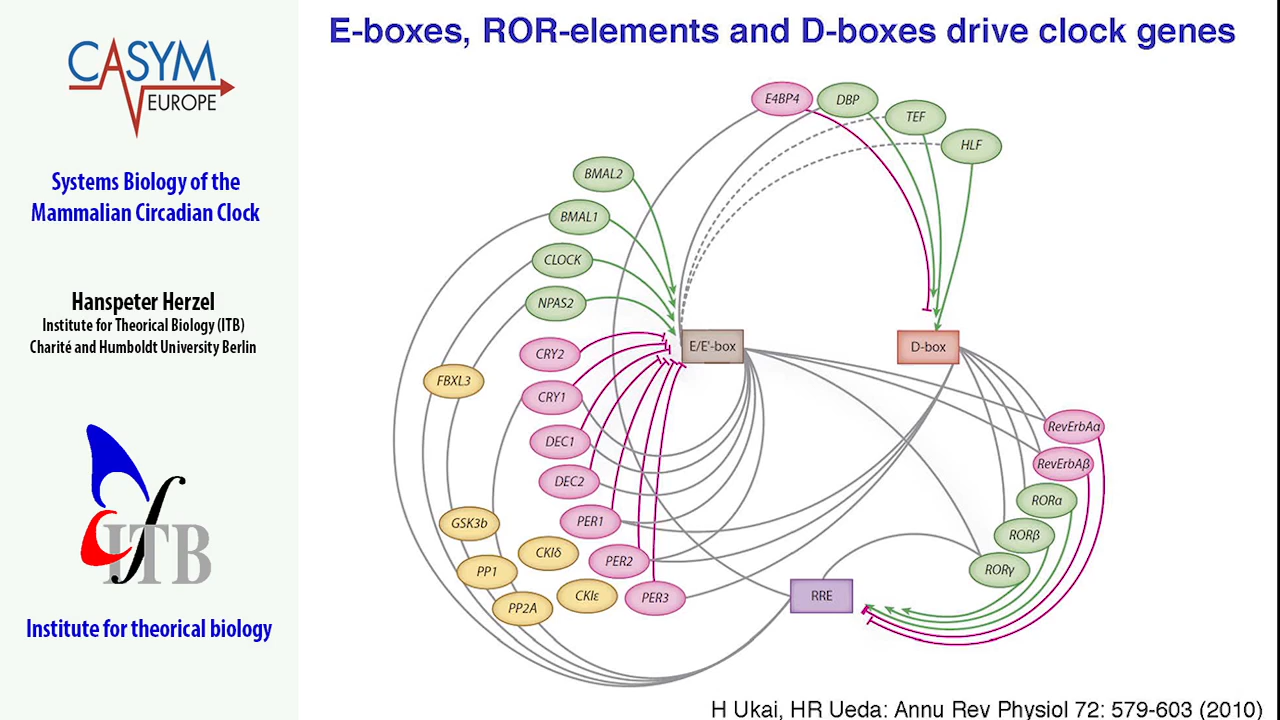 CASYM
EUROPE
Systems Biology of the
Mammalian Circadian Clock
Hanspeter Herzel
Institute for Theorical Biology (ITB)
Charité and Humboldt University Berlin
ITB
Institute for theorical biology
E-boxes, ROR-elements and D-boxes drive clock genes
E4BP4
DBP
TEF
HLF
BMAL2
BMAL1
CLOCK
NPAS2
CRY2
E/E'-box
D-box
FBXL3
CRY1
DEC1
DEC2
PER1
PER2
PER3
GSK3b
CKIδ
PP1
CKIε
PP2A
RRE
RevErbAα
RevErbAβ
RORα
RORβ
RORγ
H Ukai, HR Ueda: Annu Rev Physiol 72: 579-603 (2010)